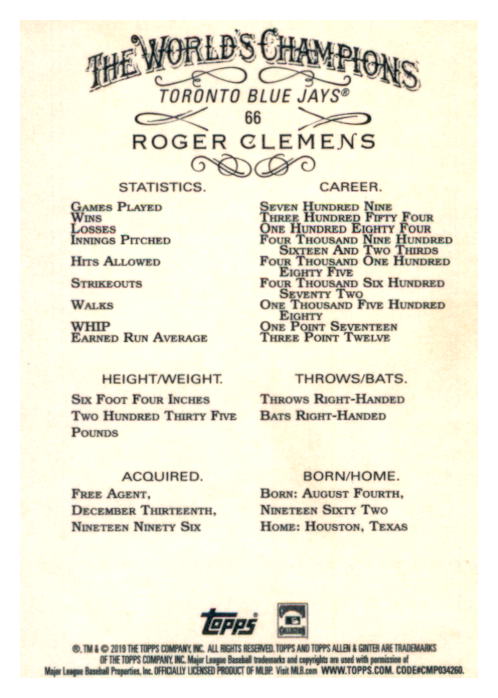 THE WORLD'S CHAMPIONS
TORONTO BLUE JAYS®
66
ROGER CLEMENS
STATISTICS. CAREER.
GAMES PLAYED SEVEN HUNDRED NINE
WINS THREE HUNDRED FIFTY FOUR
LOSSES ONE HUNDRED EIGHTY FOUR
INNINGS PITCHED FOUR THOUSAND NINE HUNDRED
SIXTEEN AND TWO THIRDS
HITS ALLOWED FOUR THOUSAND ONE HUNDRED
EIGHTY FIVE
STRIKEOUTS FOUR THOUSAND SIX HUNDRED
SEVENTY TWO
WALKS ONE THOUSAND FIVE HUNDRED
EIGHTY
WHIP ONE POINT SEVENTEEN
EARNED RUN AVERAGE THREE POINT TWELVE
HEIGHT/WEIGHT.
SIX FOOT FOUR INCHES
TWO HUNDRED THIRTY FIVE
POUNDS
THROWS/BATS.
THROWS RIGHT-HANDED
BATS RIGHT-HANDED
ACQUIRED.
FREE AGENT,
DECEMBER THIRTEENTH,
NINETEEN NINETY SIX
BORN/HOME.
BORN: AUGUST FOURTH,
NINETEEN SIXTY TWO
HOME: HOUSTON, TEXAS
Topps
®, TM & © 2019 THE TOPPS COMPANY, INC. ALL RIGHTS RESERVED. TOPPS AND TOPPS ALLEN & GINTER ARE TRADEMARKS
OF THE TOPPS COMPANY, INC. Major League Baseball trademarks and copyrights are used with permission of
Major League Baseball Properties, Inc. OFFICIALLY LICENSED PRODUCT OF MLBP. Visit MLB.com WWW.TOPPS.COM. CODE#CMP034260.